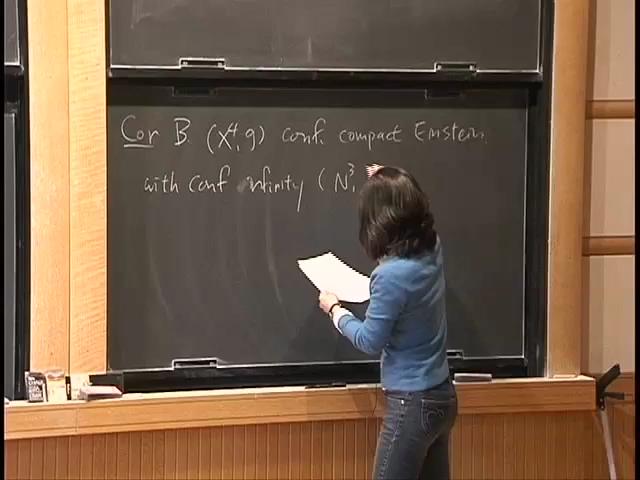 Cor B. (X⁴, g) conf. compact Einstein
with conf infinity (N³,